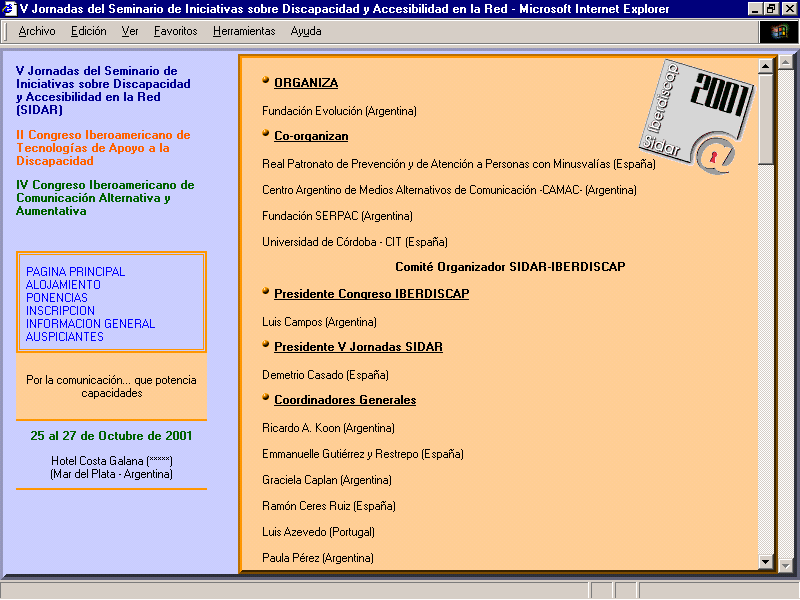 V Jornadas del Seminario de Iniciativas sobre Discapacidad y Accesibilidad en la Red - Microsoft Internet Explorer
Archivo Edición Ver Favoritos Herramientas Ayuda
V Jornadas del Seminario de
Iniciativas sobre Discapacidad
y Accesibilidad en la Red
(SIDAR)
II Congreso Iberoamericano de
Tecnologías de Apoyo a la
Discapacidad
IV Congreso Iberoamericano de
Comunicación Alternativa y
Aumentativa
PAGINA PRINCIPAL
ALOJAMIENTO
PONENCIAS
INSCRIPCION
INFORMACION GENERAL
AUSPICIANTES
Por la comunicación... que potencia
capacidades
25 al 27 de Octubre de 2001
Hotel Costa Galana (*****)
(Mar del Plata - Argentina)
ORGANIZA
Fundación Evolución (Argentina)
Co-organizan
Real Patronato de Prevención y de Atención a Personas con Minusvalías (España)
Centro Argentino de Medios Alternativos de Comunicación -CAMAC- (Argentina)
Fundación SERPAC (Argentina)
Universidad de Córdoba - CIT (España)
Comité Organizador SIDAR-IBERDISCAP
Presidente Congreso IBERDISCAP
Luis Campos (Argentina)
Presidente V Jornadas SIDAR
Demetrio Casado (España)
Coordinadores Generales
Ricardo A. Koon (Argentina)
Emmanuelle Gutiérrez y Restrepo (España)
Graciela Caplan (Argentina)
Ramón Ceres Ruiz (España)
Luis Azevedo (Portugal)
Paula Pérez (Argentina)
Iberdiscap
2001
Sidar
@